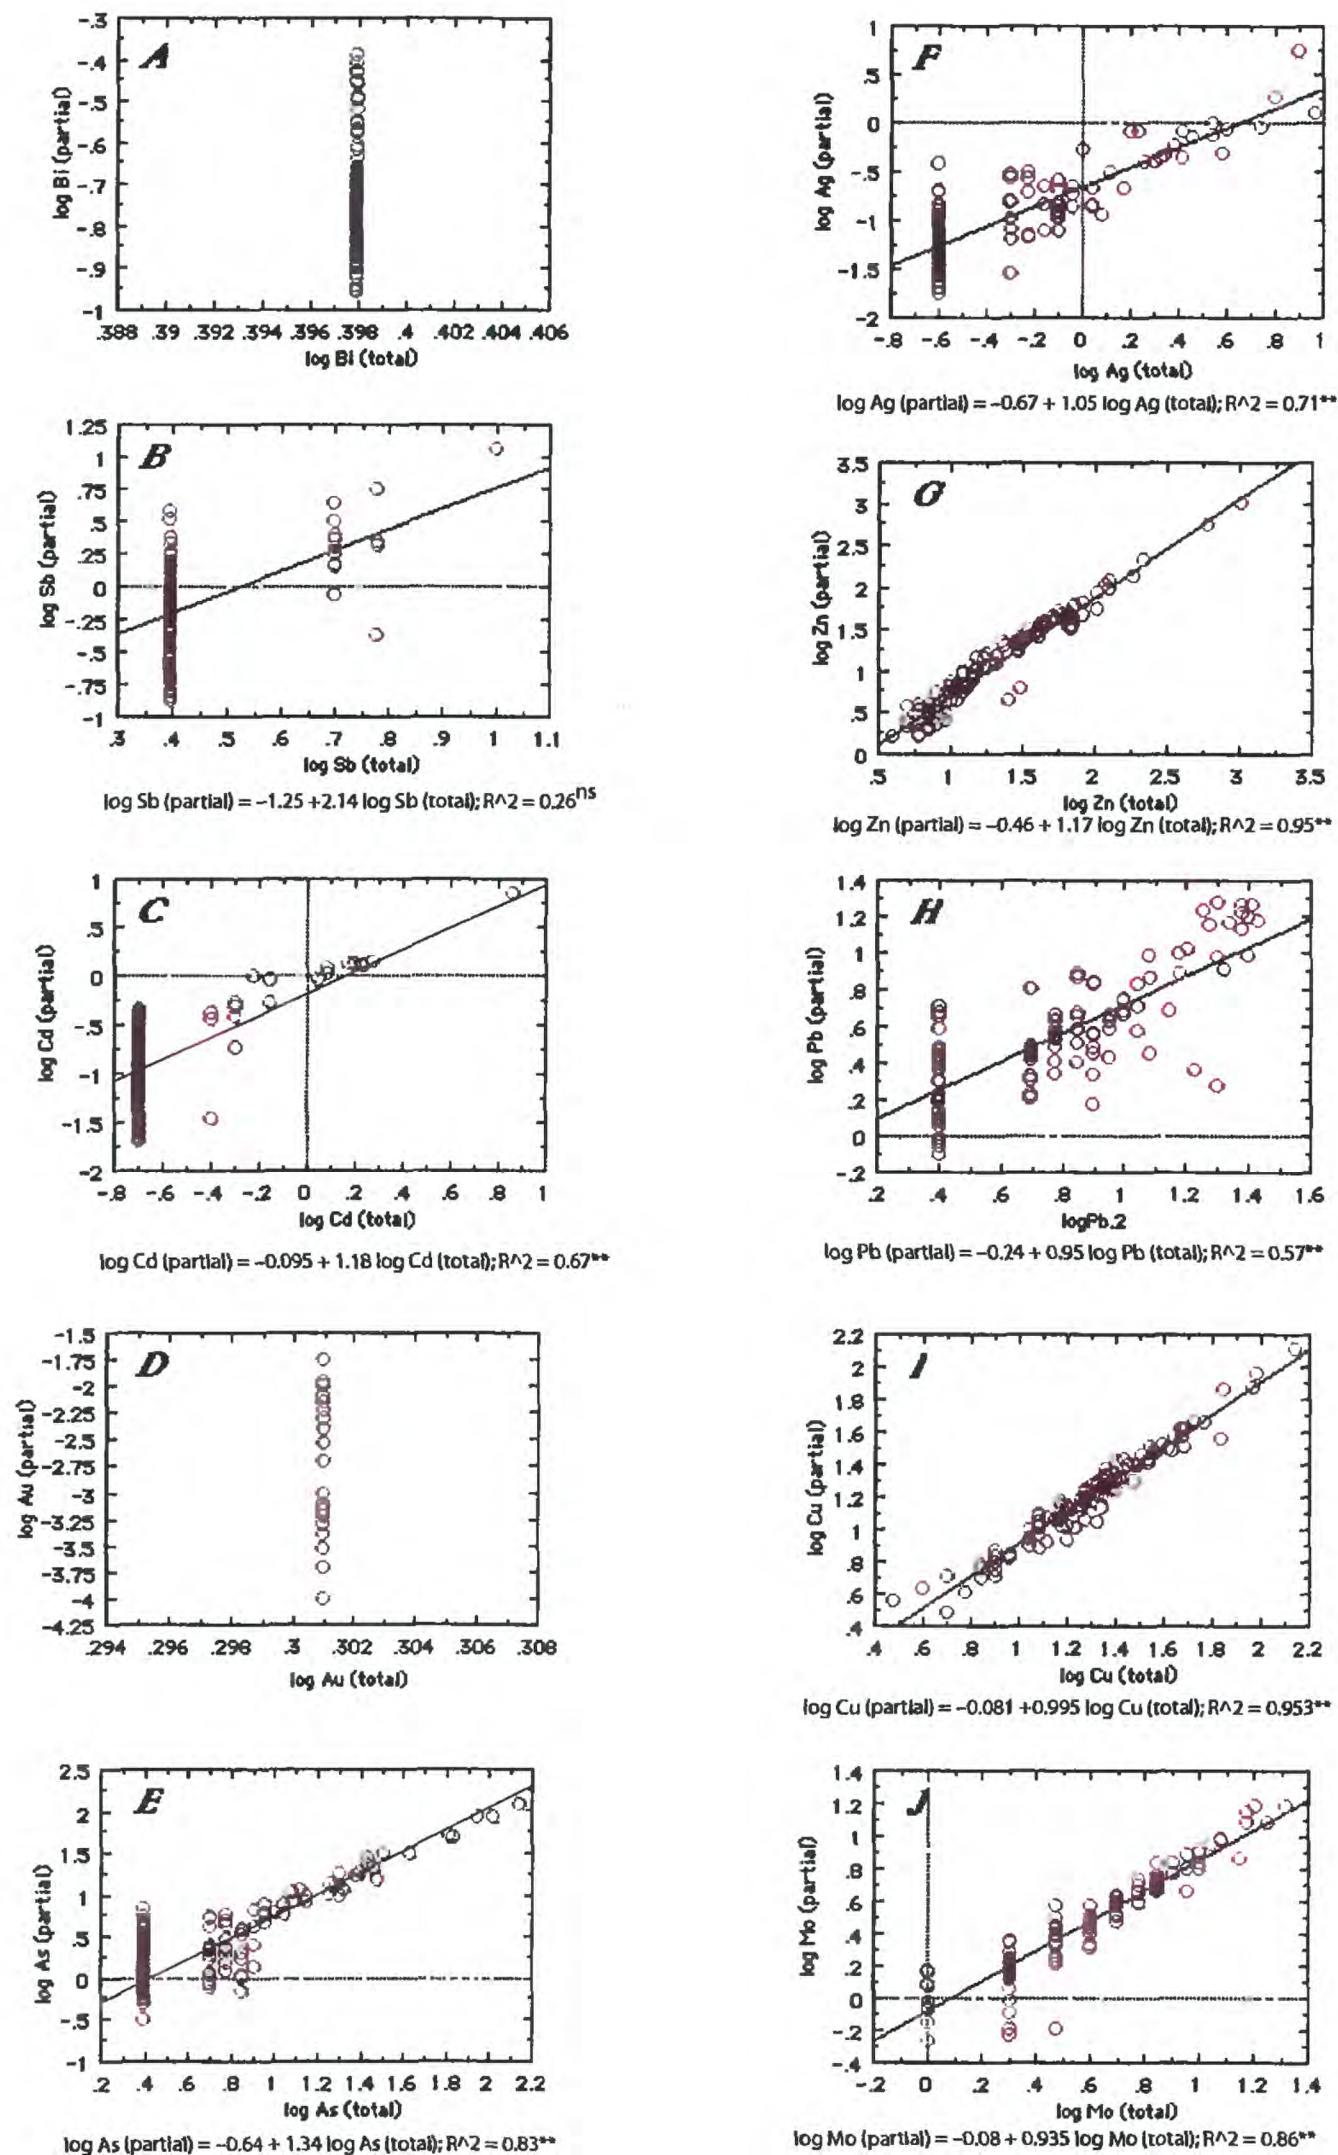 A
-.3
-.4
-.5
-.6
-.7
-.8
-.9
-1
log Bi (partial)
.388 .39 .392 .394 .396 .398 .4 .402 .404 .406
log Bi (total)
B
1.25
1
.75
.5
.25
0
-.25
-.5
-.75
-1
log Sb (partial)
.3 .4 .5 .6 .7 .8 .9 1 1.1
log Sb (total)
log Sb (partial) = -1.25 +2.14 log Sb (total); R^2 = 0.26ns
C
1
.5
0
-.5
-1
-1.5
-2
log Cd (partial)
-.8 -.6 -.4 -.2 0 .2 .4 .6 .8 1
log Cd (total)
log Cd (partial) = -0.095 + 1.18 log Cd (total); R^2 = 0.67**
D
-1.5
-1.75
-2
-2.25
-2.5
-2.75
-3
-3.25
-3.5
-3.75
-4
-4.25
log Au (partial)
.294 .296 .298 .3 .302 .304 .306 .308
log Au (total)
E
2.5
2
1.5
1
.5
0
-.5
-1
log As (partial)
.2 .4 .6 .8 1 1.2 1.4 1.6 1.8 2 2.2
log As (total)
log As (partial) = -0.64 + 1.34 log As (total); R^2 = 0.83**
F
1
.5
0
-.5
-1
-1.5
-2
log Ag (partial)
-.8 -.6 -.4 -.2 0 .2 .4 .6 .8 1
log Ag (total)
log Ag (partial) = -0.67 + 1.05 log Ag (total); R^2 = 0.71**
G
3.5
3
2.5
2
1.5
1
.5
0
log Zn (partial)
.5 1 1.5 2 2.5 3 3.5
log Zn (total)
log Zn (partial) = -0.46 + 1.17 log Zn (total); R^2 = 0.95**
H
1.4
1.2
1
.8
.6
.4
.2
0
-.2
log Pb (partial)
.2 .4 .6 .8 1 1.2 1.4 1.6
logPb.2
log Pb (partial) = -0.24 + 0.95 log Pb (total); R^2 = 0.57**
I
2.2
2
1.8
1.6
1.4
1.2
1
.8
.6
.4
log Cu (partial)
.4 .6 .8 1 1.2 1.4 1.6 1.8 2 2.2
log Cu (total)
log Cu (partial) = -0.081 +0.995 log Cu (total); R^2 = 0.953**
J
1.4
1.2
1
.8
.6
.4
.2
0
-.2
-.4
log Mo (partial)
-.2 0 .2 .4 .6 .8 1 1.2 1.4
log Mo (total)
log Mo (partial) = -0.08 + 0.935 log Mo (total); R^2 = 0.86**